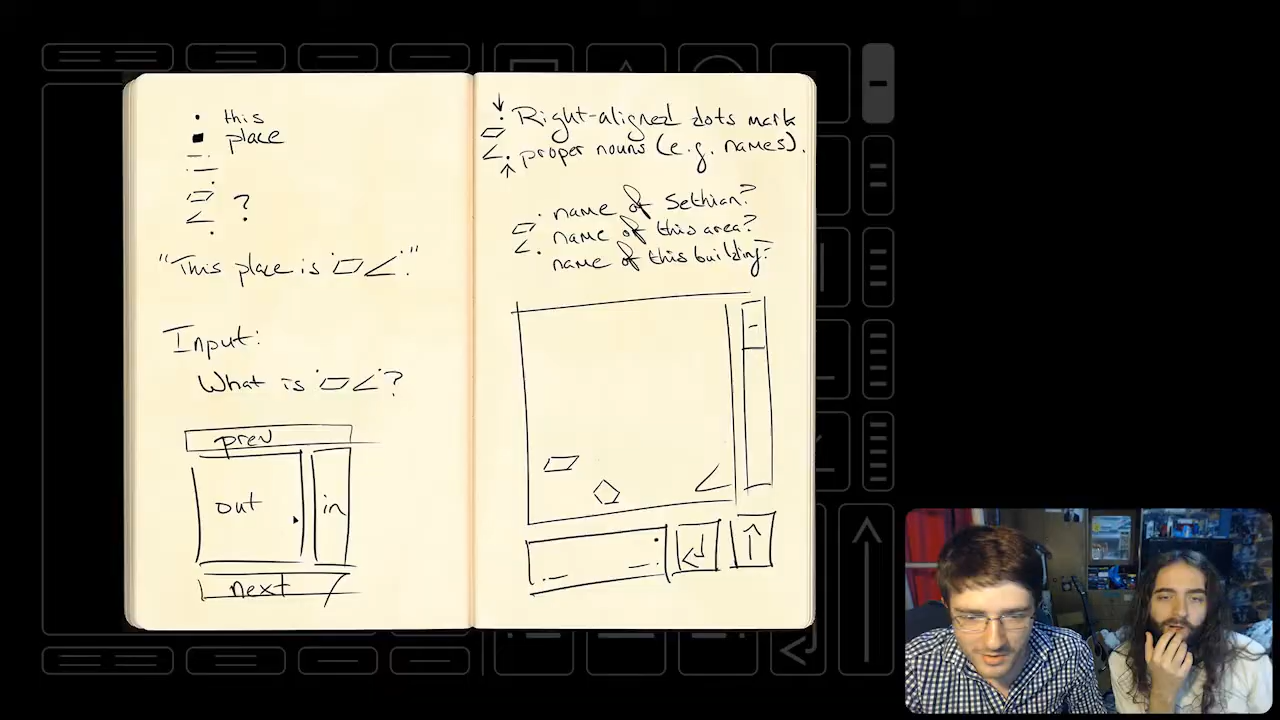 this
place
?
"This place is ."
Input:
What is ?
prev
out
in
next
Right-aligned dots mark
proper nouns (e.g. names).
name of Sethian?
name of this area?
name of this building?